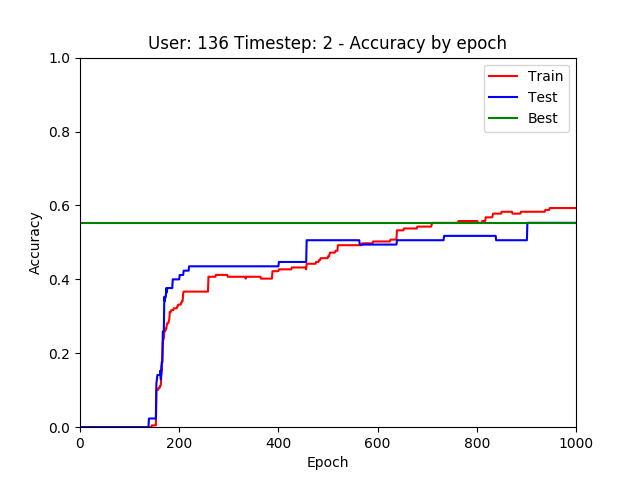 User: 136 Timestep: 2 - Accuracy by epoch
1.0
0.8
0.6
0.4
0.2
0.0
Accuracy
Train
Test
Best
0 200 400 600 800 1000
Epoch